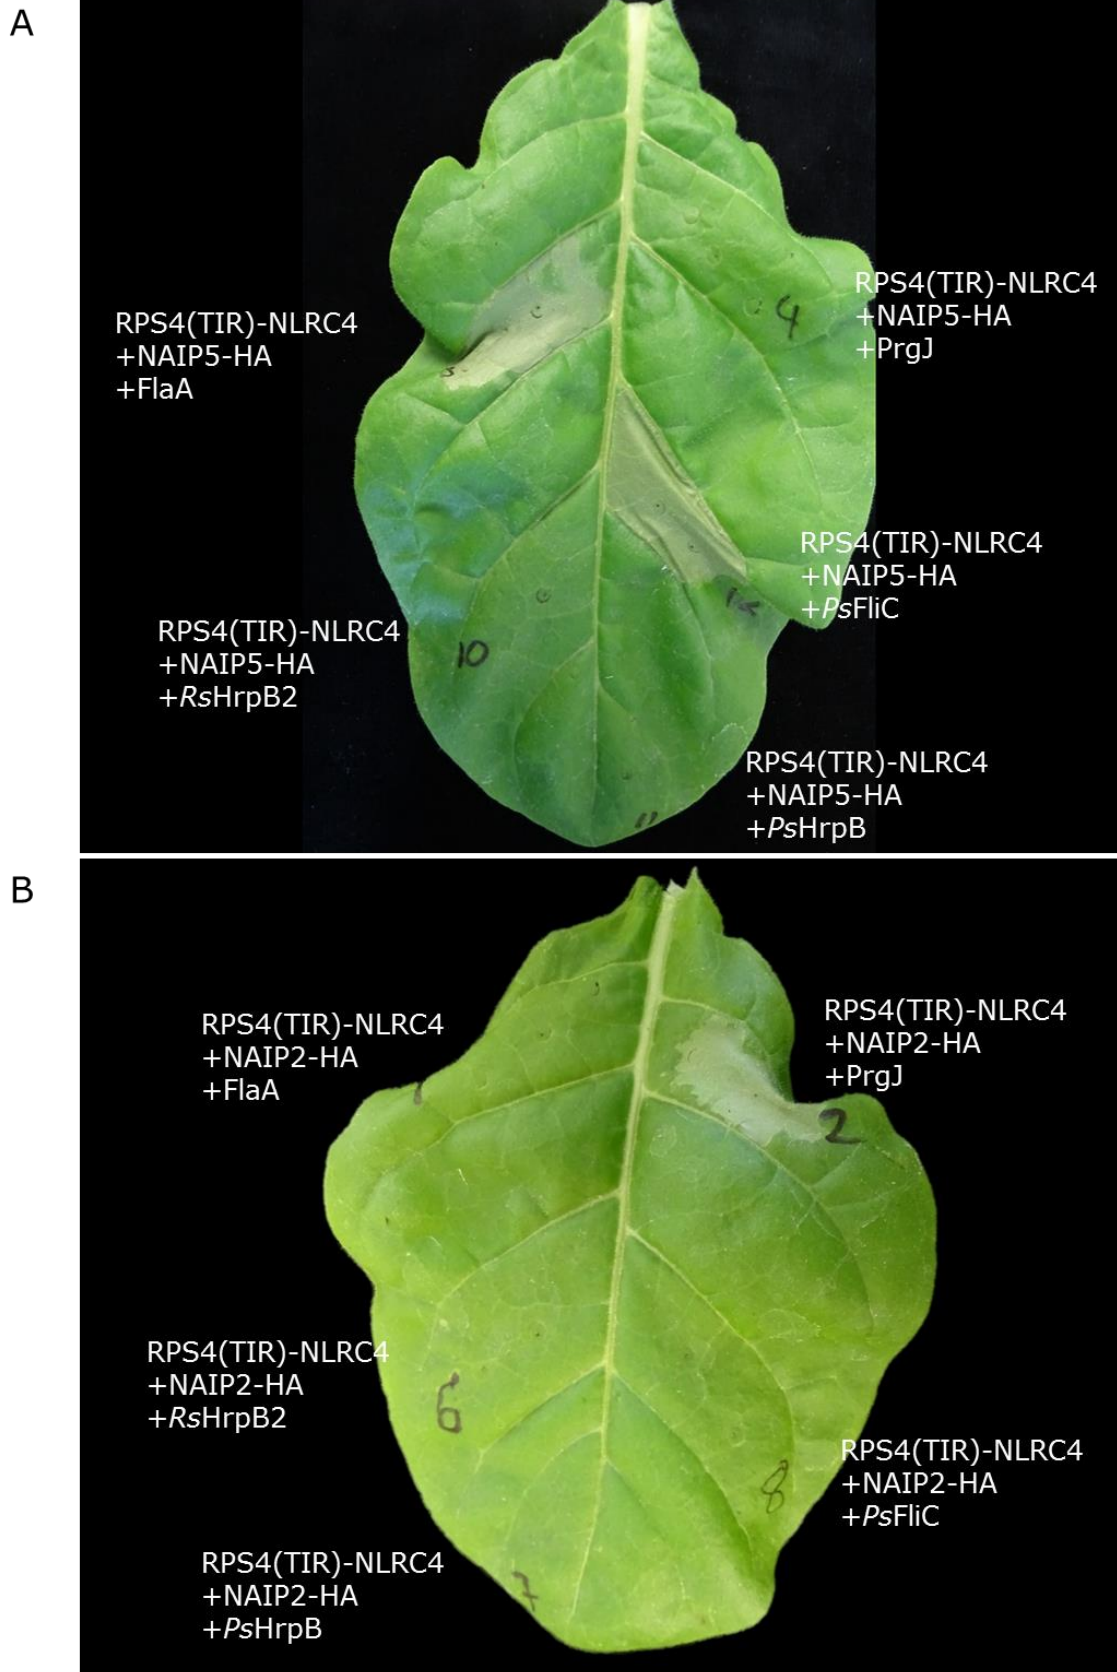 A
RPS4(TIR)-NLRC4
+NAIP5-HA
+FlaA
4
RPS4(TIR)-NLRC4
+NAIP5-HA
+PrgJ
RPS4(TIR)-NLRC4
+NAIP5-HA
+PsFliC
10
RPS4(TIR)-NLRC4
+NAIP5-HA
+RsHrpB2
RPS4(TIR)-NLRC4
+NAIP5-HA
+PsHrpB
11
B
RPS4(TIR)-NLRC4
+NAIP2-HA
+FlaA
1
RPS4(TIR)-NLRC4
+NAIP2-HA
+PrgJ
2
RPS4(TIR)-NLRC4
+NAIP2-HA
+RsHrpB2
6
RPS4(TIR)-NLRC4
+NAIP2-HA
+PsFliC
8
RPS4(TIR)-NLRC4
+NAIP2-HA
+PsHrpB
7